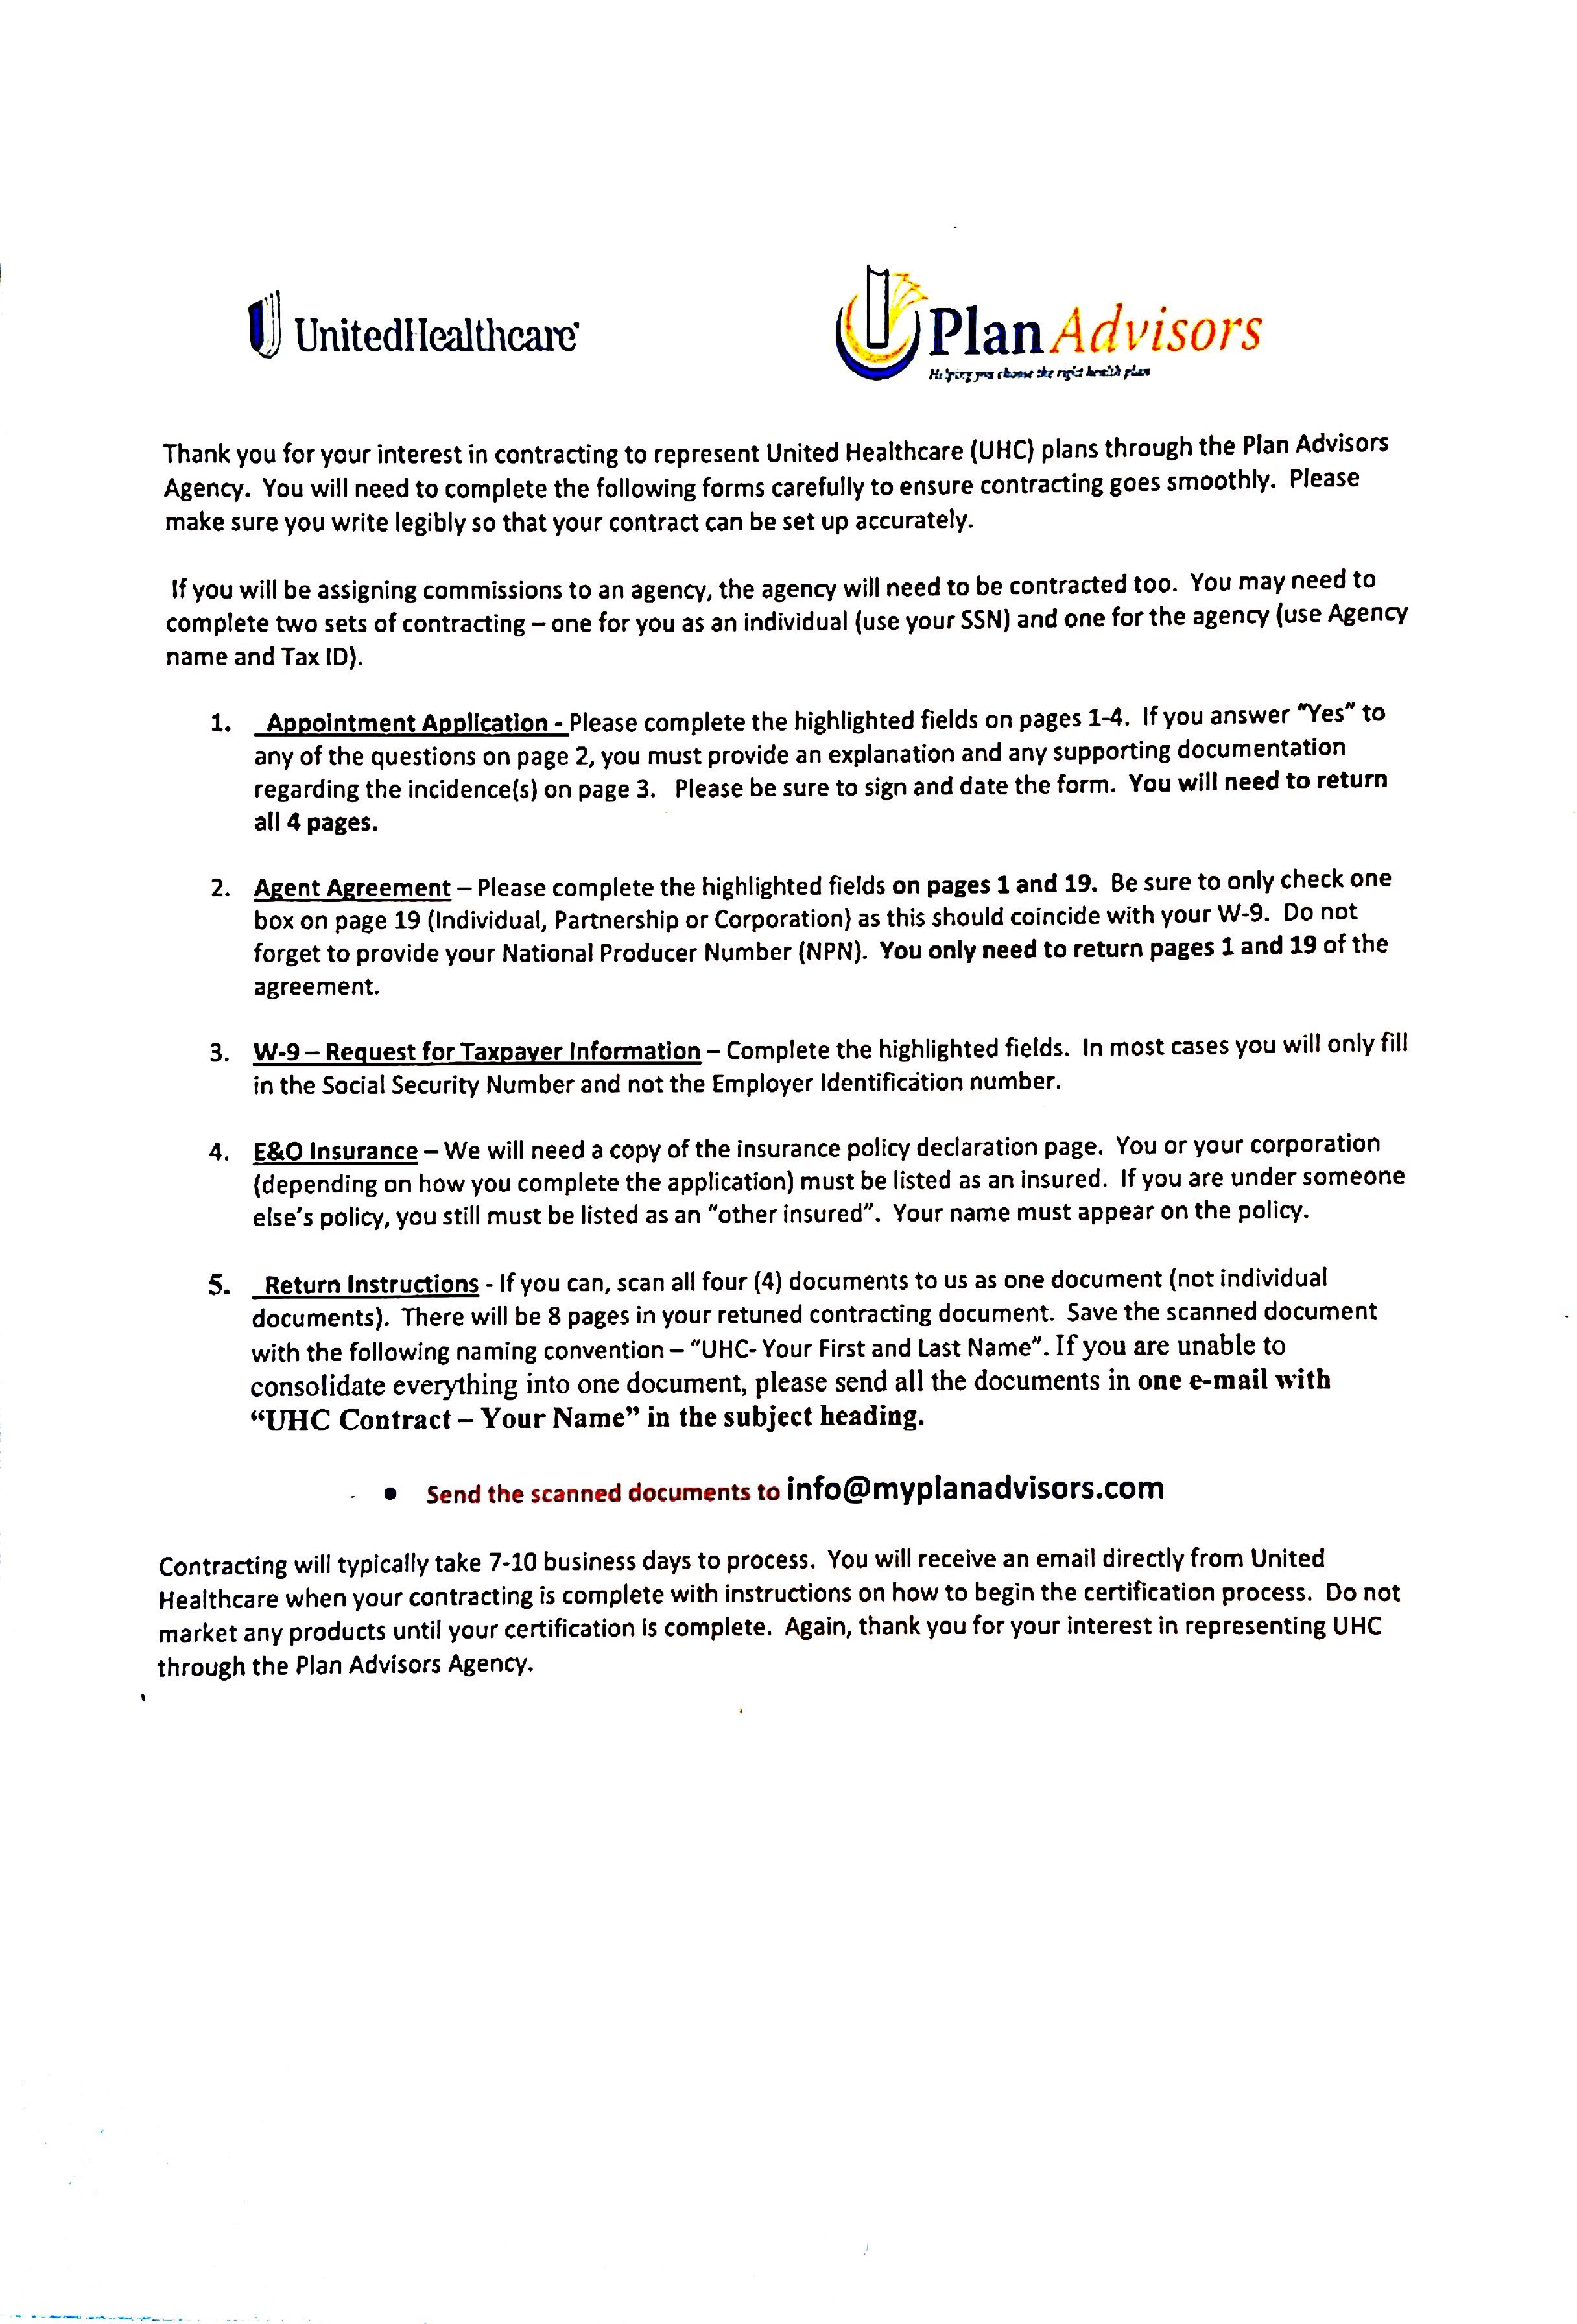 UnitedHealthcare
Plan Advisors
Helping you choose the right health plan
Thank you for your interest in contracting to represent United Healthcare (UHC) plans through the Plan Advisors
Agency. You will need to complete the following forms carefully to ensure contracting goes smoothly. Please
make sure you write legibly so that your contract can be set up accurately.
If you will be assigning commissions to an agency, the agency will need to be contracted too. You may need to
complete two sets of contracting – one for you as an individual (use your SSN) and one for the agency (use Agency
name and Tax ID).
1. Appointment Application - Please complete the highlighted fields on pages 1-4. If you answer "Yes" to
any of the questions on page 2, you must provide an explanation and any supporting documentation
regarding the incidence(s) on page 3. Please be sure to sign and date the form. You will need to return
all 4 pages.
2. Agent Agreement – Please complete the highlighted fields on pages 1 and 19. Be sure to only check one
box on page 19 (Individual, Partnership or Corporation) as this should coincide with your W-9. Do not
forget to provide your National Producer Number (NPN). You only need to return pages 1 and 19 of the
agreement.
3. W-9 – Request for Taxpayer Information – Complete the highlighted fields. In most cases you will only fill
in the Social Security Number and not the Employer Identification number.
4. E&O Insurance – We will need a copy of the insurance policy declaration page. You or your corporation
(depending on how you complete the application) must be listed as an insured. If you are under someone
else's policy, you still must be listed as an "other insured". Your name must appear on the policy.
5. Return Instructions - If you can, scan all four (4) documents to us as one document (not individual
documents). There will be 8 pages in your retuned contracting document. Save the scanned document
with the following naming convention – "UHC- Your First and Last Name". If you are unable to
consolidate everything into one document, please send all the documents in one e-mail with
“UHC Contract – Your Name” in the subject heading.
• Send the scanned documents to info@myplanadvisors.com
Contracting will typically take 7-10 business days to process. You will receive an email directly from United
Healthcare when your contracting is complete with instructions on how to begin the certification process. Do not
market any products until your certification is complete. Again, thank you for your interest in representing UHC
through the Plan Advisors Agency.